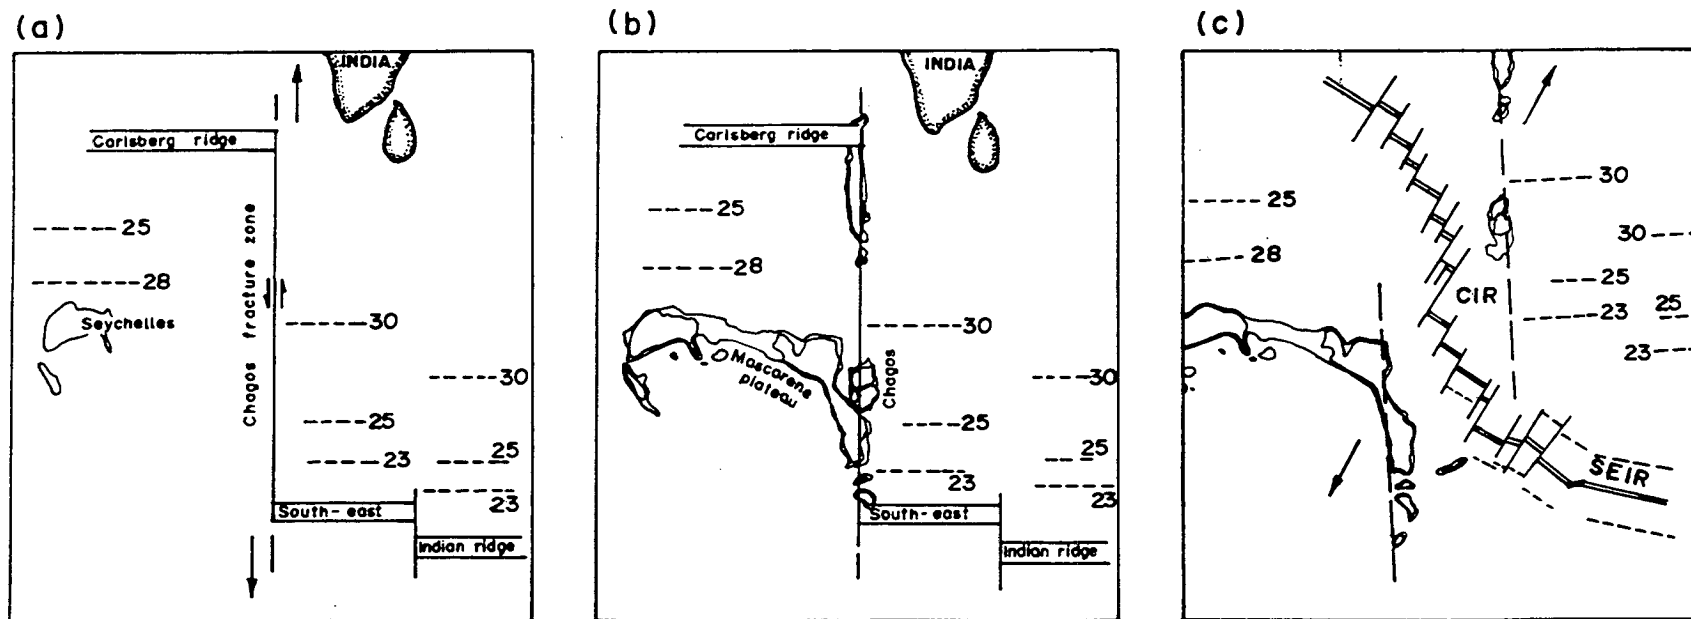 (a)
INDIA
Carlsberg ridge
25
28
Seychelles
Chagos fracture zone
30
30
25
25
23
23
South-east
Indian ridge
(b)
INDIA
Carlsberg ridge
25
28
30
Mascarene
plateau
Chagos
30
25
25
23
23
South-east
Indian ridge
(c)
30
25
30
28
25
CIR
23
25
23
SEIR